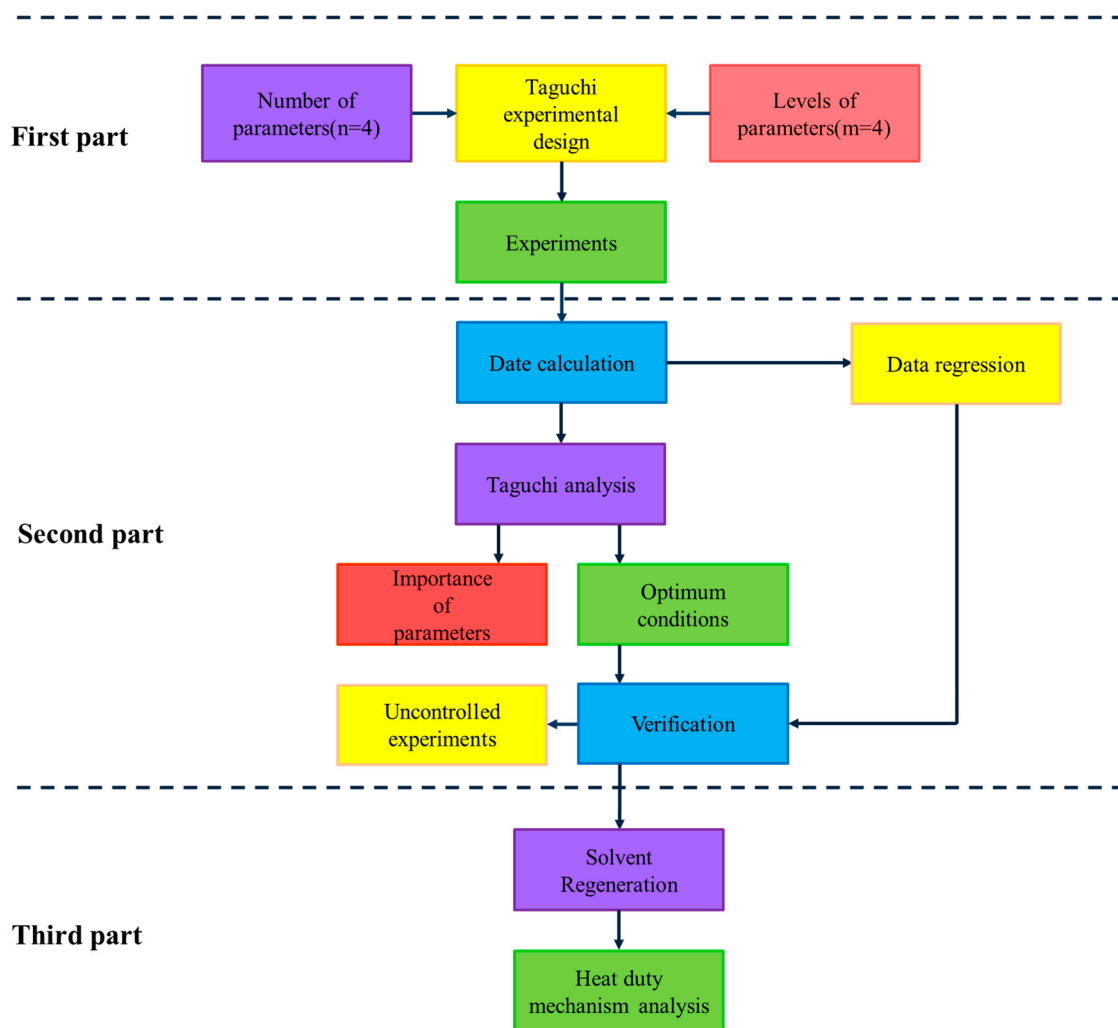 First part
Number of
parameters(n=4)
Taguchi
experimental
design
Levels of
parameters(m=4)
Experiments
Second part
Date calculation
Data regression
Taguchi analysis
Importance
of
parameters
Optimum
conditions
Uncontrolled
experiments
Verification
Third part
Solvent
Regeneration
Heat duty
mechanism analysis